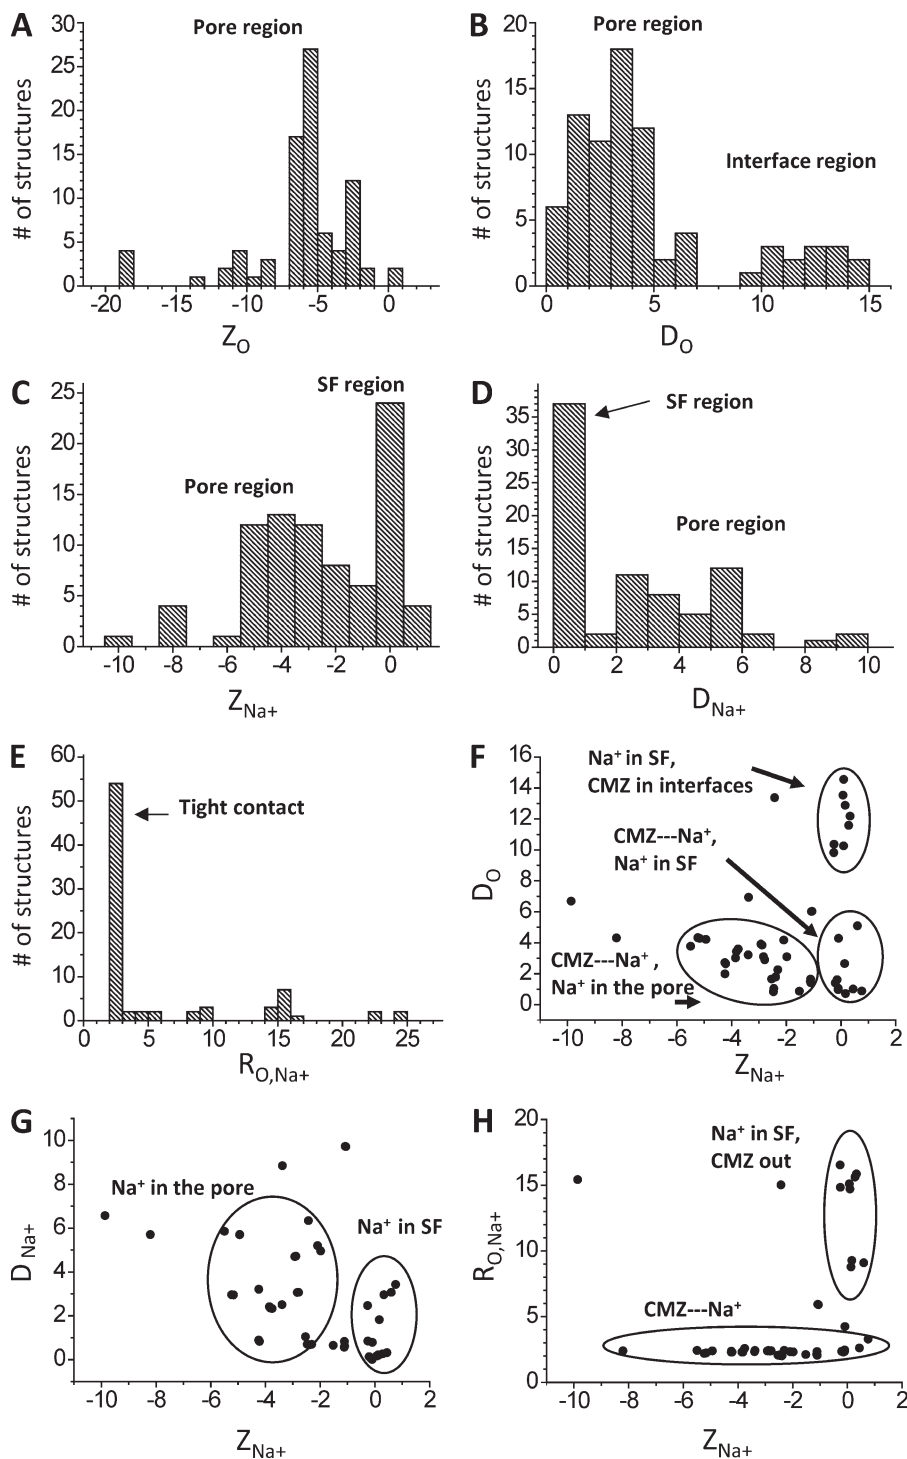 A
Pore region
# of structures
30
25
20
15
10
5
0
-20 -15 -10 -5 0
Z_O
B
Pore region
Interface region
# of structures
20
15
10
5
0
0 5 10 15
D_O
C
SF region
Pore region
# of structures
25
20
15
10
5
0
-10 -8 -6 -4 -2 0
Z_Na+
D
SF region
Pore region
# of structures
35
30
25
20
15
10
5
0
0 2 4 6 8 10
D_Na+
E
Tight contact
# of structures
60
50
40
30
20
10
0
0 5 10 15 20 25
R_O,Na+
F
Na⁺ in SF,
CMZ in interfaces
CMZ---Na⁺,
Na⁺ in SF
CMZ---Na⁺ ,
Na⁺ in the pore
D_O
16
14
12
10
8
6
4
2
0
-10 -8 -6 -4 -2 0 2
Z_Na+
G
Na⁺ in the pore
Na⁺ in SF
D_Na+
10
8
6
4
2
0
-10 -8 -6 -4 -2 0 2
Z_Na+
H
Na⁺ in SF,
CMZ out
CMZ---Na⁺
R_O,Na+
20
15
10
5
0
-10 -8 -6 -4 -2 0 2
Z_Na+